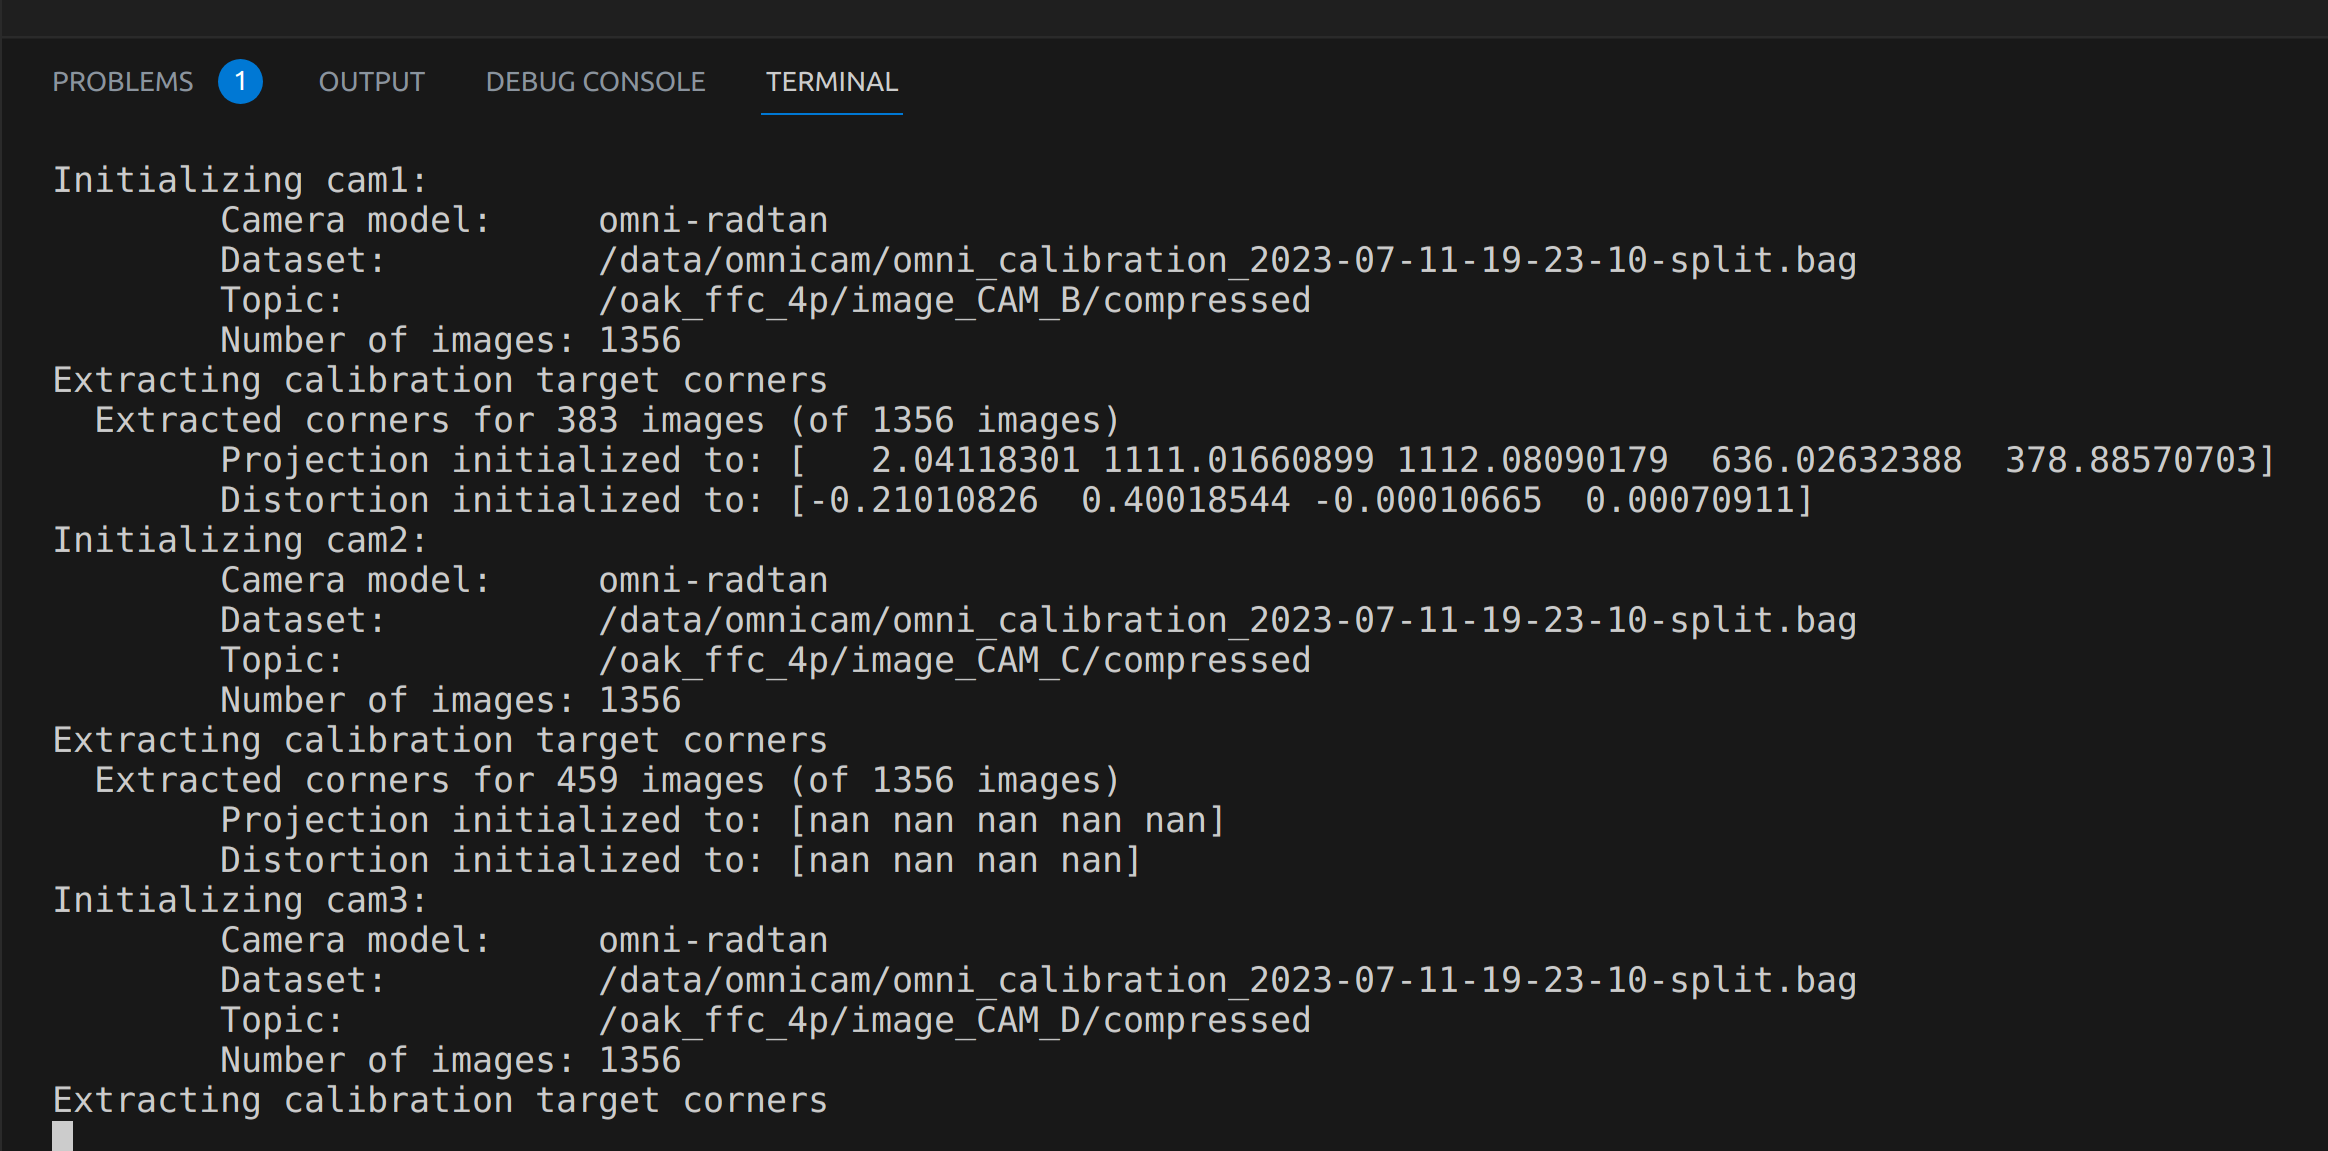 PROBLEMS 1 OUTPUT DEBUG CONSOLE TERMINAL
Initializing cam1:
Camera model: omni-radtan
Dataset: /data/omnicam/omni_calibration_2023-07-11-19-23-10-split.bag
Topic: /oak_ffc_4p/image_CAM_B/compressed
Number of images: 1356
Extracting calibration target corners
Extracted corners for 383 images (of 1356 images)
Projection initialized to: [ 2.04118301 1111.01660899 1112.08090179 636.02632388 378.88570703]
Distortion initialized to: [-0.21010826 0.40018544 -0.00010665 0.00070911]
Initializing cam2:
Camera model: omni-radtan
Dataset: /data/omnicam/omni_calibration_2023-07-11-19-23-10-split.bag
Topic: /oak_ffc_4p/image_CAM_C/compressed
Number of images: 1356
Extracting calibration target corners
Extracted corners for 459 images (of 1356 images)
Projection initialized to: [nan nan nan nan nan]
Distortion initialized to: [nan nan nan nan]
Initializing cam3:
Camera model: omni-radtan
Dataset: /data/omnicam/omni_calibration_2023-07-11-19-23-10-split.bag
Topic: /oak_ffc_4p/image_CAM_D/compressed
Number of images: 1356
Extracting calibration target corners